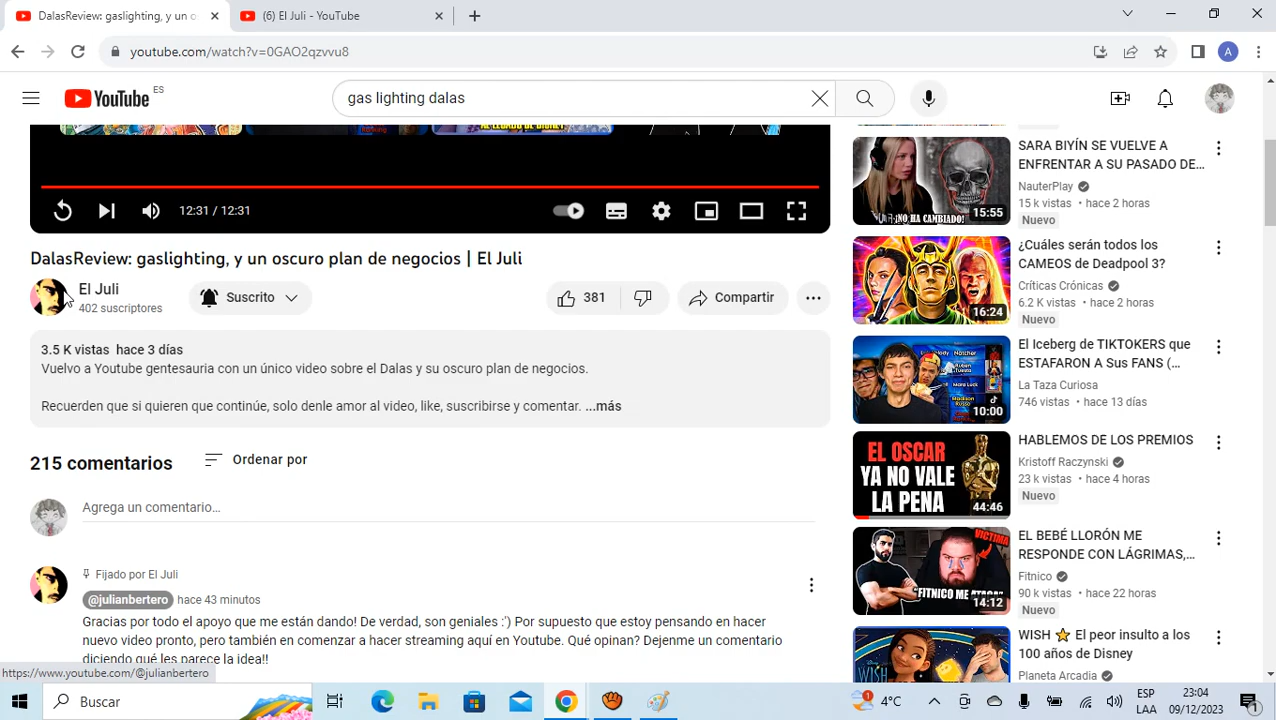 DalasReview: gaslighting, y un o
(6) El Juli - YouTube
youtube.com/watch?v=0GAO2qzvvu8
A
YouTube ES
gas lighting dalas
12:31 / 12:31
DalasReview: gaslighting, y un oscuro plan de negocios | El Juli
El Juli
402 suscriptores
Suscrito
381
Compartir
3.5 K vistas hace 3 días
Vuelvo a Youtube gentesauria con un único video sobre el Dalas y su oscuro plan de negocios.
Recuerden que si quieren que continúe, solo denle amor al video, like, suscribirse y comentar. ...más
215 comentarios
Ordenar por
Agrega un comentario...
Fijado por El Juli
@julianbertero hace 43 minutos
Gracias por todo el apoyo que me están dando! De verdad, son geniales :') Por supuesto que estoy pensando en hacer
nuevo video pronto, pero también en comenzar a hacer streaming aquí en Youtube. Qué opinan? Dejenme un comentario
diciendo qué les parece la idea!!
https://www.youtube.com/@julianbertero
¡NO HA CAMBIADO!
15:55
SARA BIYÍN SE VUELVE A
ENFRENTAR A SU PASADO DE...
NauterPlay
15 k vistas • hace 2 horas
Nuevo
16:24
¿Cuáles serán todos los
CAMEOS de Deadpool 3?
Críticas Crónicas
6.2 K vistas • hace 2 horas
Nuevo
10:00
El Iceberg de TIKTOKERS que
ESTAFARON A Sus FANS (...
La Taza Curiosa
746 vistas • hace 13 días
EL OSCAR
YA NO VALE
LA PENA
44:46
HABLEMOS DE LOS PREMIOS
Kristoff Raczynski
23 k vistas • hace 4 horas
Nuevo
VICTIMA
14:12
EL BEBÉ LLORÓN ME
RESPONDE CON LÁGRIMAS,...
Fitnico
90 k vistas • hace 22 horas
Nuevo
WISH
WISH ⭐ El peor insulto a los
100 años de Disney
Planeta Arcadia
Buscar
4°C
ESP
LAA
23:04
09/12/2023
1